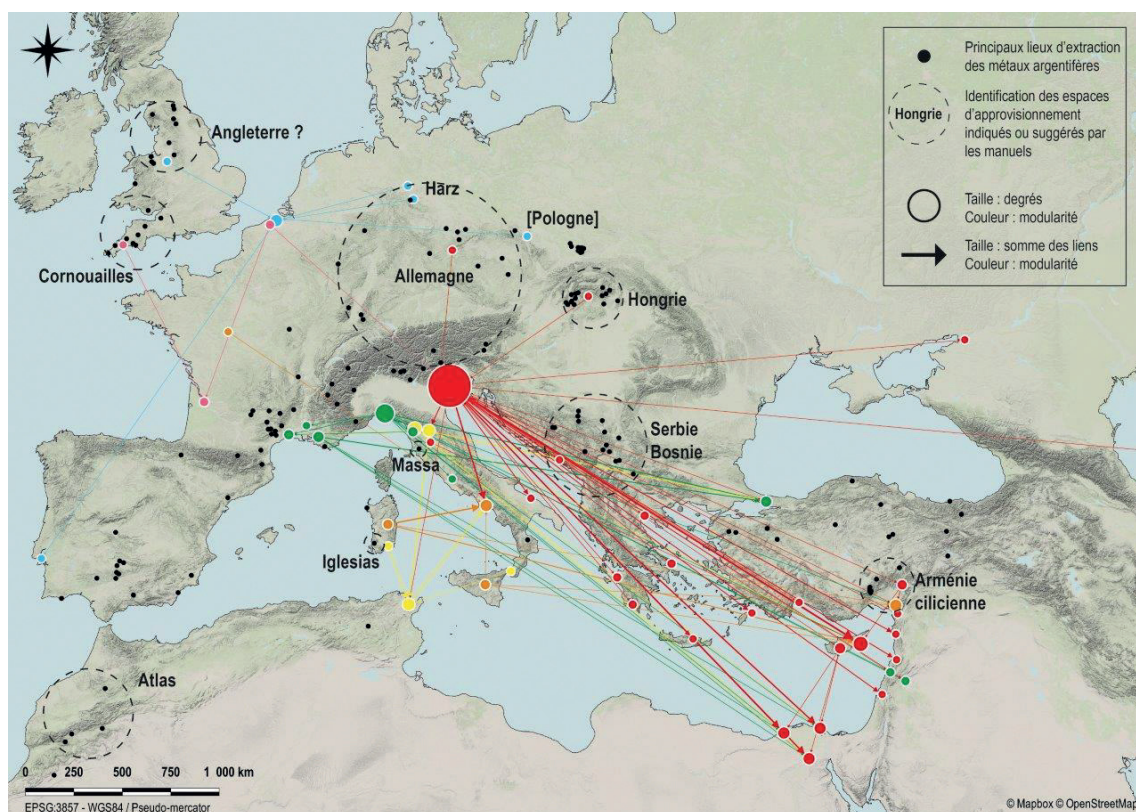 Principaux lieux d'extraction
des métaux argentifères
Hongrie
Identification des espaces
d'approvisionnement
indiqués ou suggérés par
les manuels
Taille : degrés
Couleur : modularité
Taille : somme des liens
Couleur : modularité
Angleterre ?
Härz
[Pologne]
Cornouailles
Allemagne
Hongrie
Serbie
Bosnie
Massa
Iglesias
Arménie
cilicienne
Atlas
0 250 500 750 1 000 km
EPSG:3857 - WGS84 / Pseudo-mercator
© Mapbox © OpenStreetMap